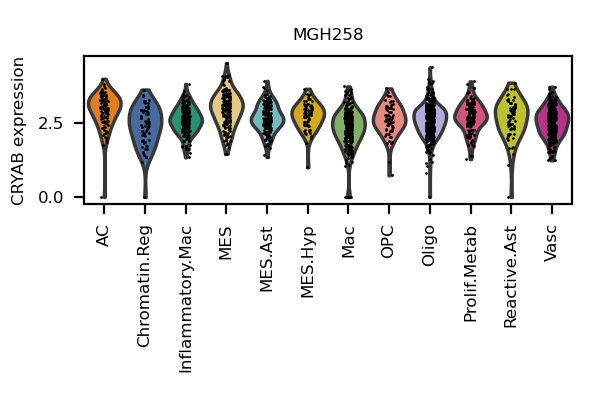 MGH258
CRYAB expression
2.5
0.0
AC
Chromatin.Reg
Inflammatory.Mac
MES
MES.Ast
MES.Hyp
Mac
OPC
Oligo
Prolif.Metab
Reactive.Ast
Vasc